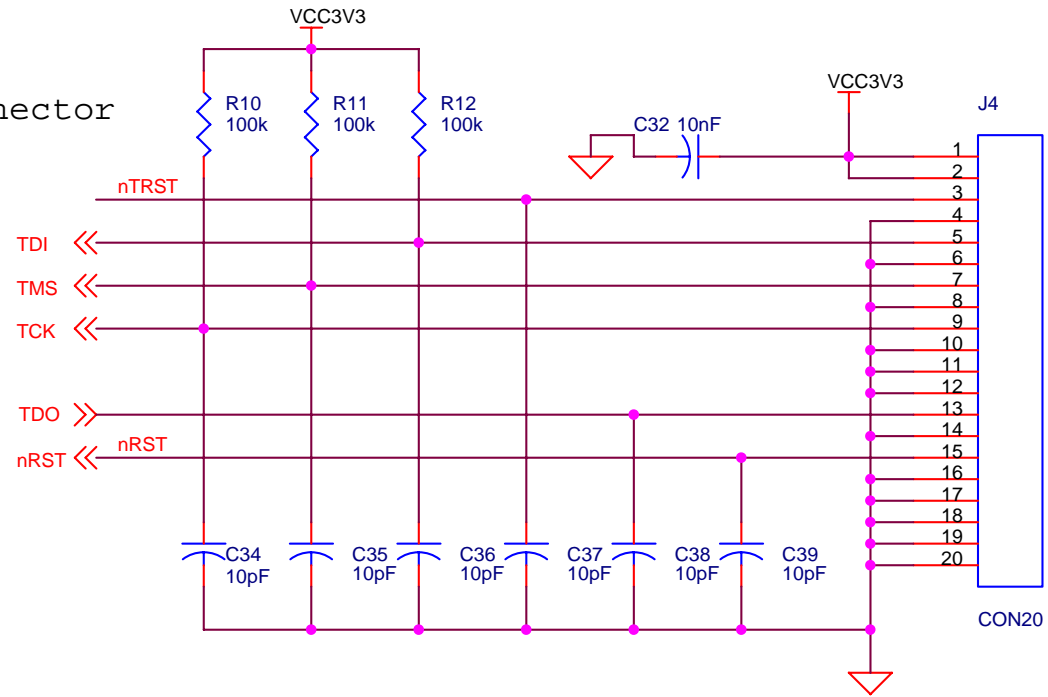 VCC3V3
nector
R10
100k
R11
100k
R12
100k
VCC3V3
C32 10nF
J4
nTRST
TDI
TMS
TCK
TDO
nRST
nRST
1
2
3
4
5
6
7
8
9
10
11
12
13
14
15
16
17
18
19
20
C34
10pF
C35
10pF
C36
10pF
C37
10pF
C38
10pF
C39
10pF
CON20